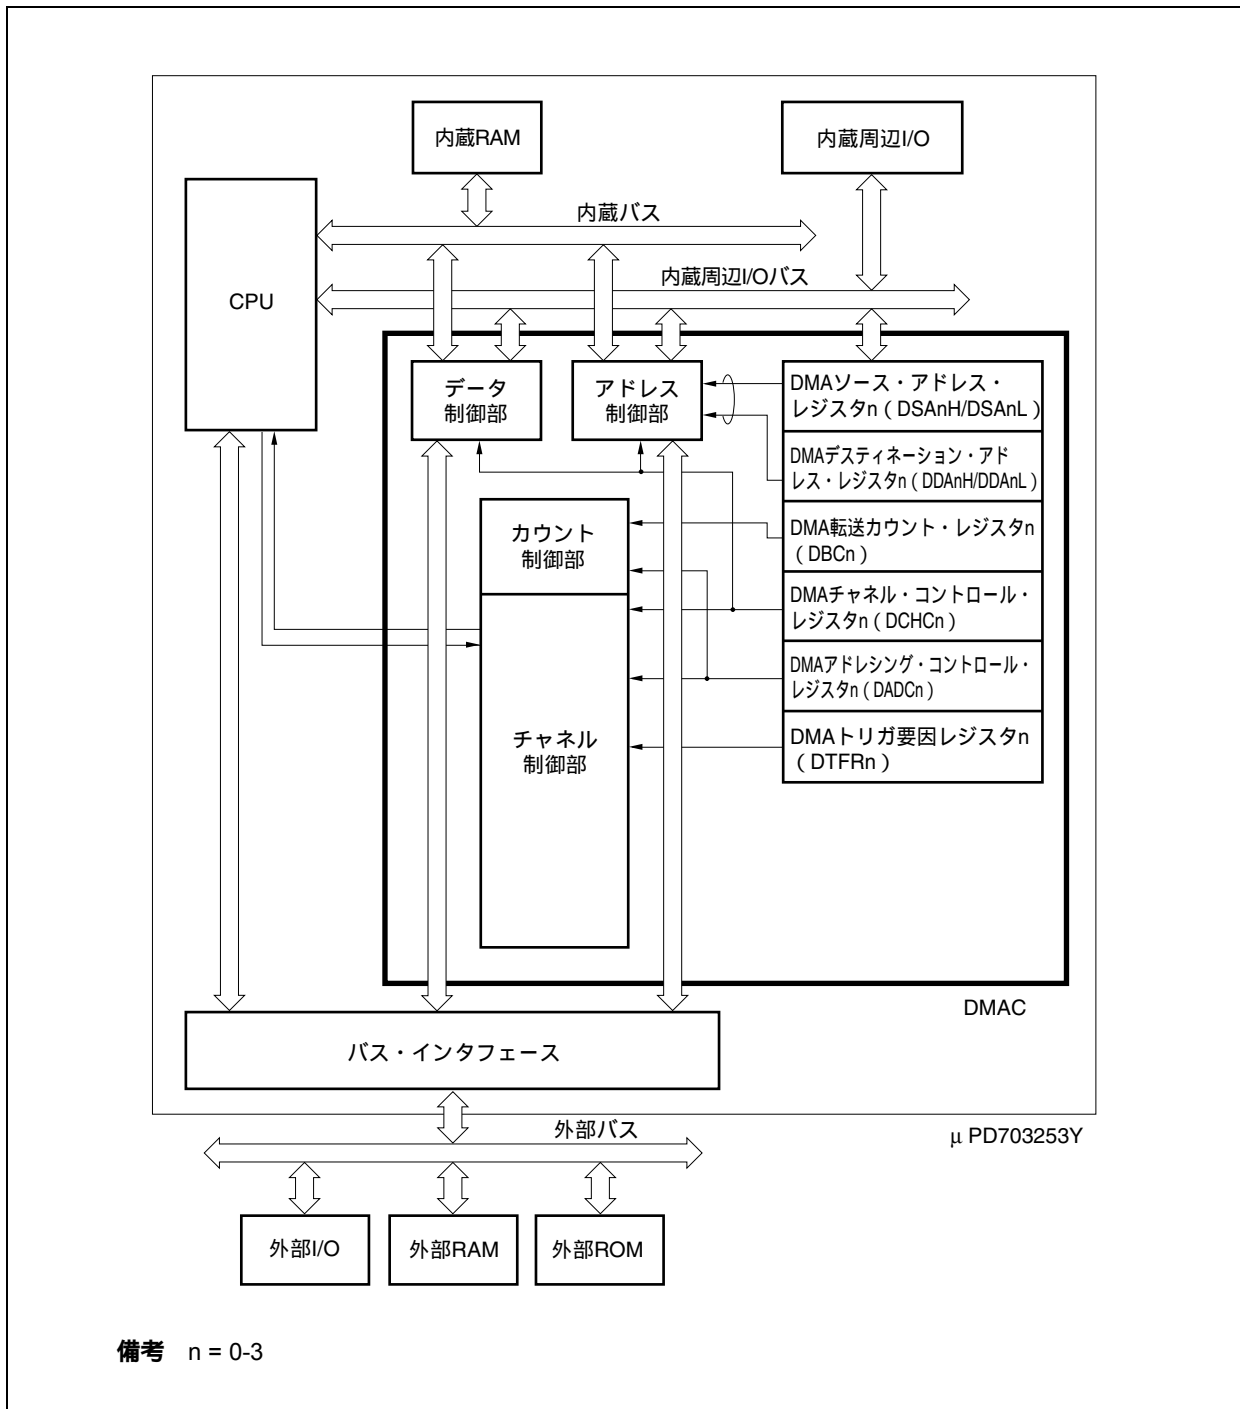 内蔵RAM
内蔵周辺I/O
内蔵バス
CPU
内蔵周辺I/Oバス
データ
制御部
アドレス
制御部
DMAソース・アドレス・
レジスタn（DSAnH/DSAnL）
DMAデスティネーション・アド
レス・レジスタn（DDAnH/DDAnL）
カウント
制御部
DMA転送カウント・レジスタn
（DBCn）
DMAチャネル・コントロール・
レジスタn（DCHCn）
DMAアドレシング・コントロール・
レジスタn（DADCn）
チャネル
制御部
DMAトリガ要因レジスタn
（DTFRn）
DMAC
バス・インタフェース
外部バス
μ PD703253Y
外部I/O
外部RAM
外部ROM
備考 n = 0-3